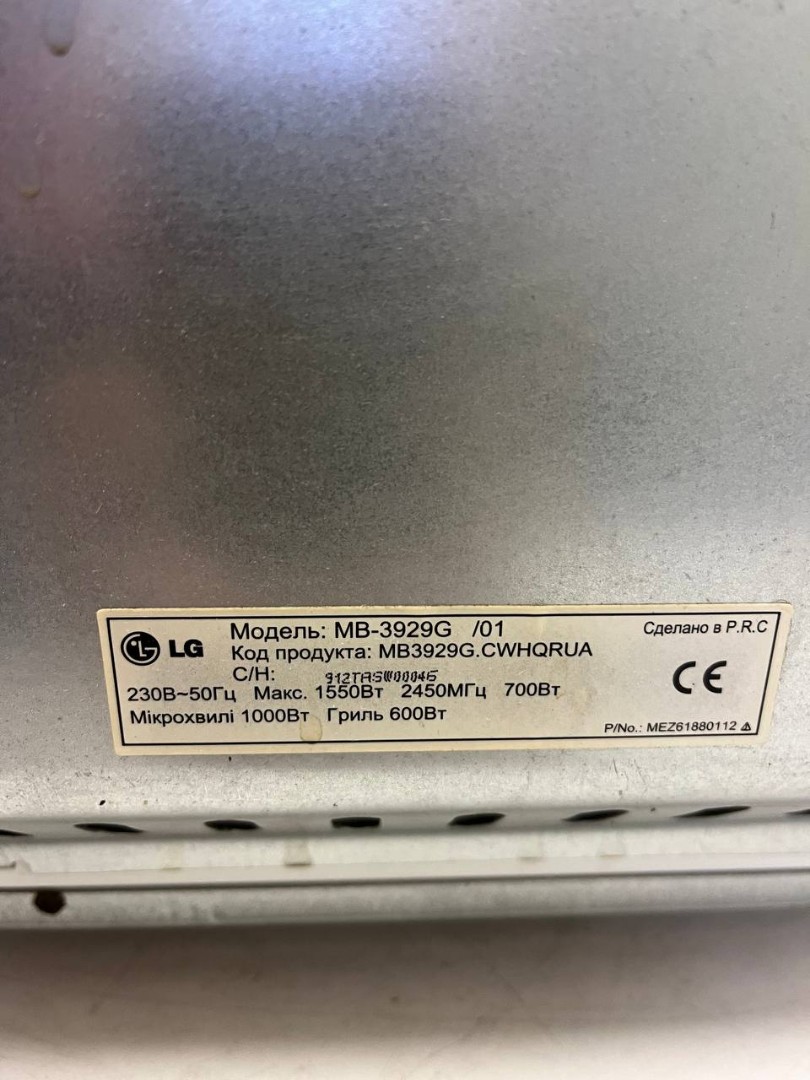 LG
Модель: MB-3929G /01
Сделано в P.R.C
Код продукта: MB3929G.CWHQRUA
С/Н: 912TASW00046
CE
230В~50Гц Макс. 1550Вт 2450МГц 700Вт
Мікрохвилі 1000Вт Гриль 600Вт
P/No.: MEZ61880112